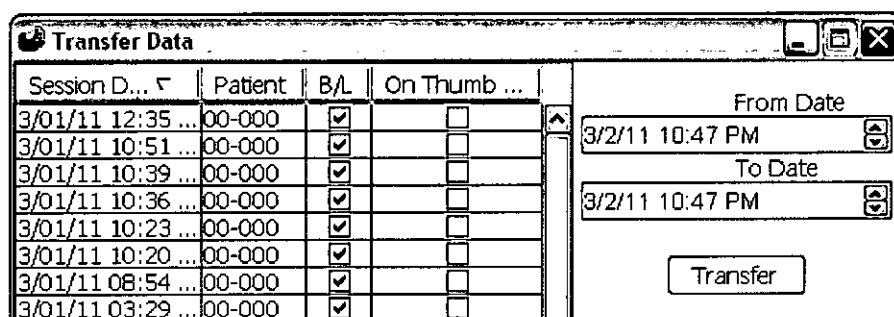 Transfer Data
Session D... Patient B/L On Thumb ...
3/01/11 12:35 ... 00-000
3/01/11 10:51 ... 00-000
3/01/11 10:39 ... 00-000
3/01/11 10:36 ... 00-000
3/01/11 10:23 ... 00-000
3/01/11 10:20 ... 00-000
3/01/11 08:54 ... 00-000
3/01/11 03:29 ... 00-000
From Date
3/2/11 10:47 PM
To Date
3/2/11 10:47 PM
Transfer